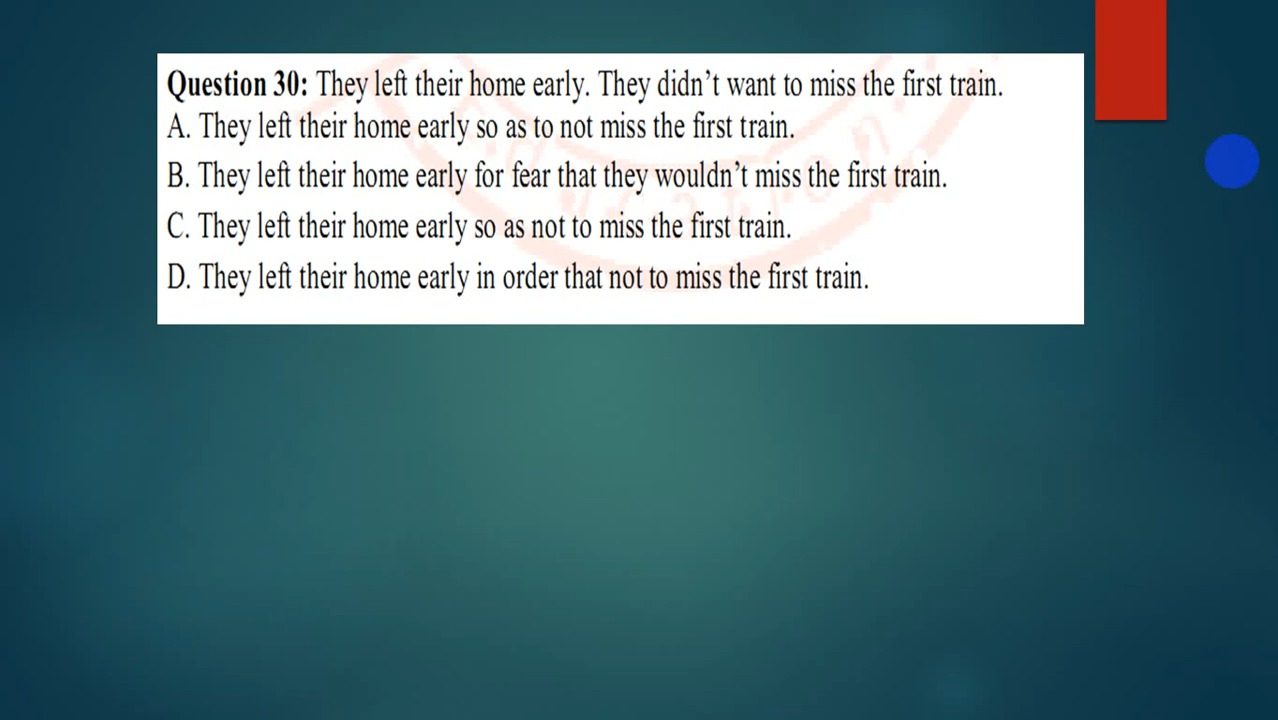 Question 30: They left their home early. They didn’t want to miss the first train.
A. They left their home early so as to not miss the first train.
B. They left their home early for fear that they wouldn’t miss the first train.
C. They left their home early so as not to miss the first train.
D. They left their home early in order that not to miss the first train.